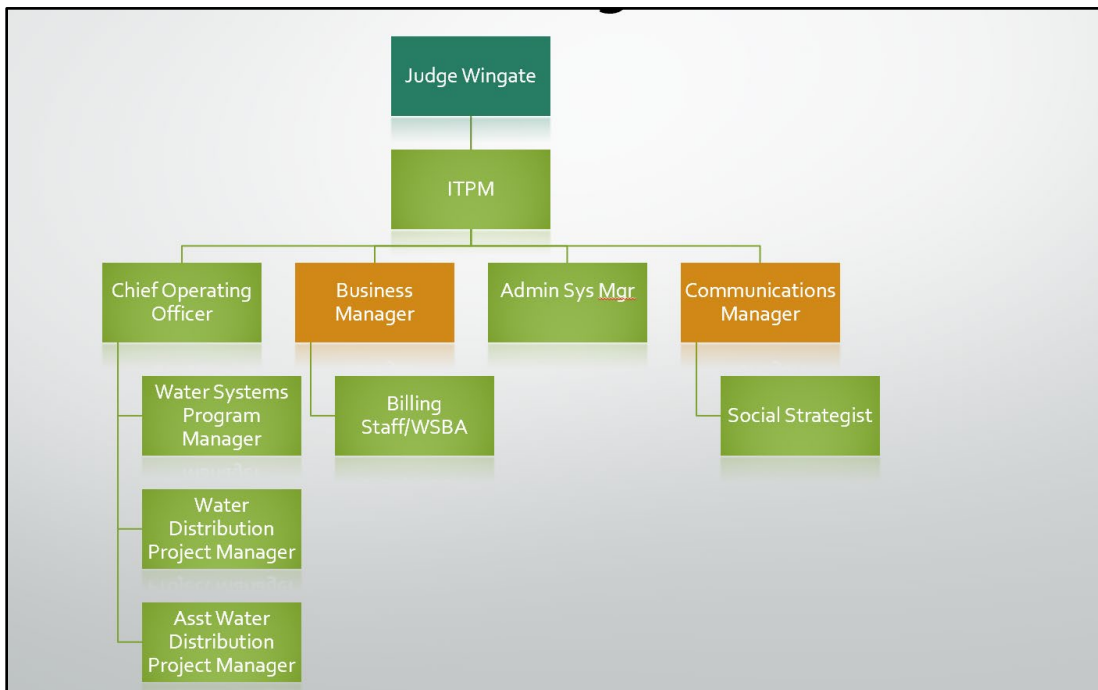 Judge Wingate
ITPM
Chief Operating
Officer
Business
Manager
Admin Sys Mgr
Communications
Manager
Water Systems
Program
Manager
Billing
Staff/WSBA
Social Strategist
Water
Distribution
Project Manager
Asst Water
Distribution
Project Manager